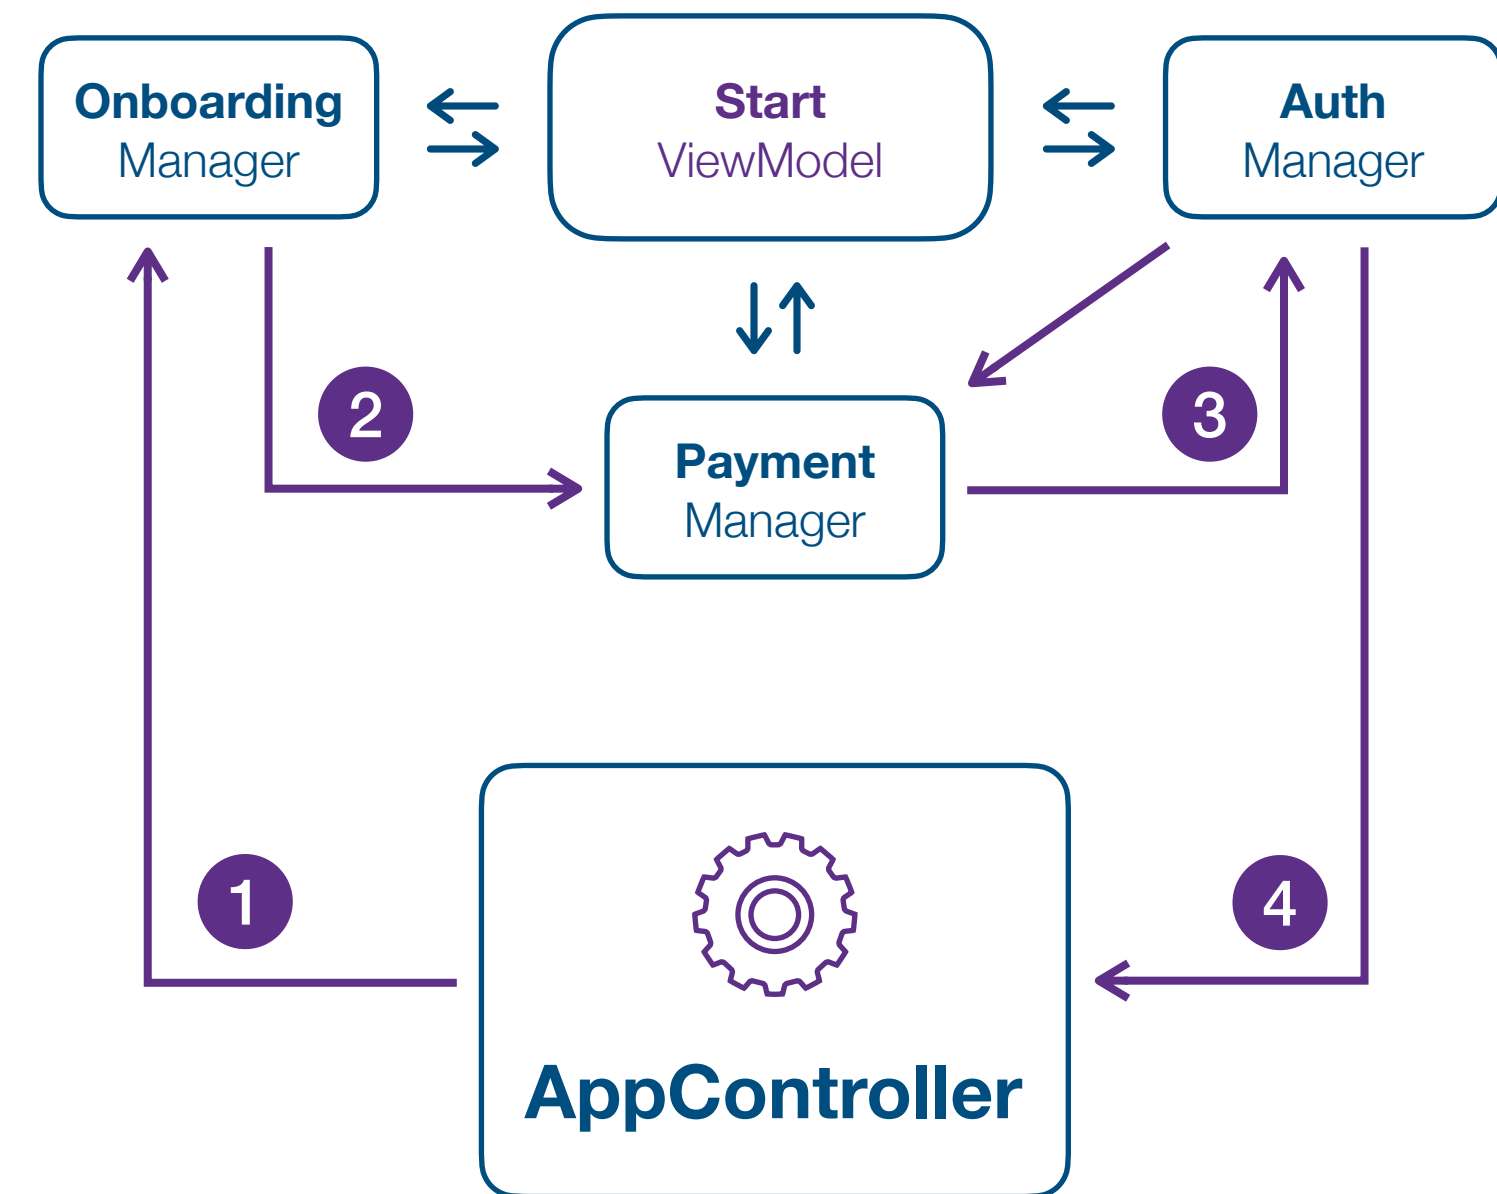 Onboarding
Manager
Start
ViewModel
Auth
Manager
2
3
Payment
Manager
1
4
AppController